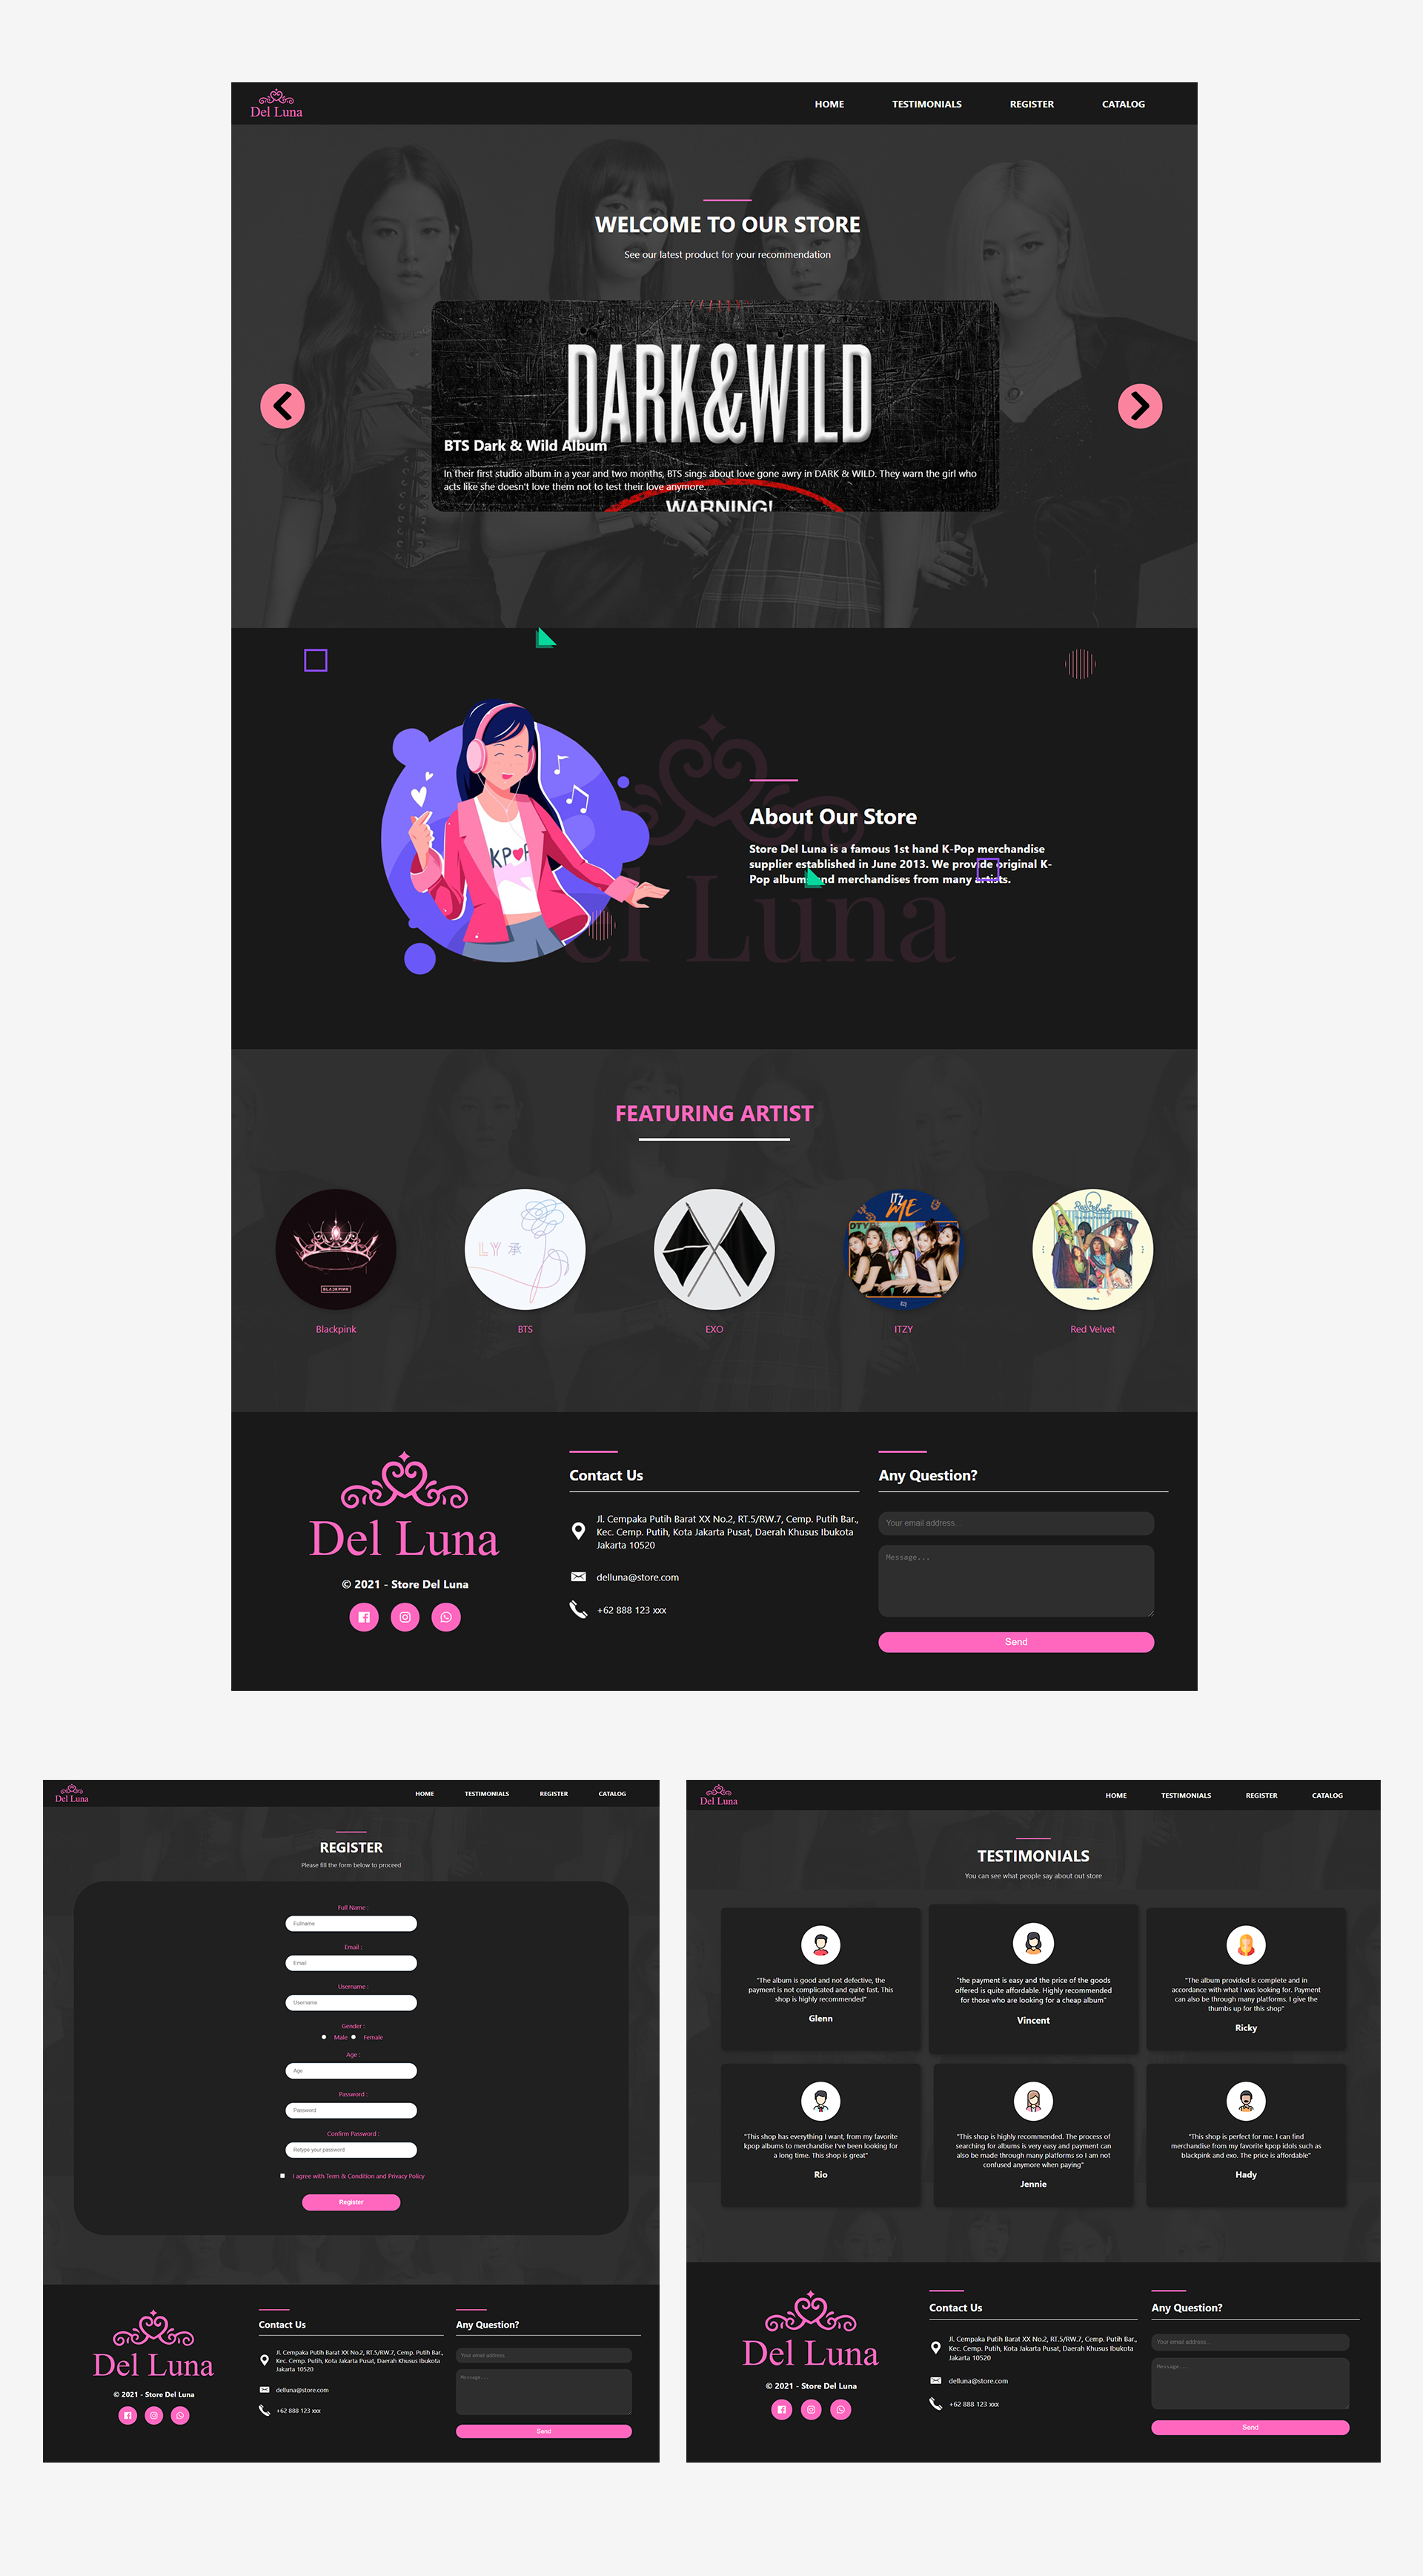 Del Luna
HOME TESTIMONIALS REGISTER CATALOG
WELCOME TO OUR STORE
See our latest product for your recommendation
DARK&WILD
BTS Dark & Wild Album
In their first studio album in a year and two months, BTS sings about love gone awry in DARK & WILD. They warn the girl who
acts like she doesn't love them not to test their love anymore.
WARNING!
KPOP
About Our Store
Store Del Luna is a famous 1st hand K-Pop merchandise
supplier established in June 2013. We provide riginal K-
Pop album nd merchandises from many ts.
el Luna
FEATURING ARTIST
BLACKPINK
LY 承
IT'Z ME
Red Velvet
Blackpink
BTS
EXO
ITZY
Red Velvet
Del Luna
© 2021 - Store Del Luna
Contact Us
Jl. Cempaka Putih Barat XX No.2, RT.5/RW.7, Cemp. Putih Bar.,
Kec. Cemp. Putih, Kota Jakarta Pusat, Daerah Khusus Ibukota
Jakarta 10520
delluna@store.com
+62 888 123 xxx
Any Question?
Your email address...
Message...
Send
Del Luna
HOME TESTIMONIALS REGISTER CATALOG
REGISTER
Please fill the form below to proceed
Full Name :
Fullname
Email :
Email
Username :
Username
Gender :
Male Female
Age :
Age
Password :
Password
Confirm Password :
Retype your password
I agree with Term & Condition and Privacy Policy
Register
Del Luna
© 2021 - Store Del Luna
Contact Us
Jl. Cempaka Putih Barat XX No.2, RT.5/RW.7, Cemp. Putih Bar.,
Kec. Cemp. Putih, Kota Jakarta Pusat, Daerah Khusus Ibukota
Jakarta 10520
delluna@store.com
+62 888 123 xxx
Any Question?
Your email address...
Message...
Send
Del Luna
HOME TESTIMONIALS REGISTER CATALOG
TESTIMONIALS
You can see what people say about out store
"The album is good and not defective, the
payment is not complicated and quite fast. This
shop is highly recommended"
Glenn
"the payment is easy and the price of the goods
offered is quite affordable. Highly recommended
for those who are looking for a cheap album"
Vincent
"The album provided is complete and in
accordance with what I was looking for. Payment
can also be through many platforms. I give the
thumbs up for this shop"
Ricky
"This shop has everything I want, from my favorite
kpop albums to merchandise I've been looking for
a long time. This shop is great"
Rio
"This shop is highly recommended. The process of
searching for albums is very easy and payment can
also be made through many platforms so I am not
confused anymore when paying"
Jennie
"This shop is perfect for me. I can find
merchandise from my favorite kpop idols such as
blackpink and exo. The price is affordable"
Hady
Del Luna
© 2021 - Store Del Luna
Contact Us
Jl. Cempaka Putih Barat XX No.2, RT.5/RW.7, Cemp. Putih Bar.,
Kec. Cemp. Putih, Kota Jakarta Pusat, Daerah Khusus Ibukota
Jakarta 10520
delluna@store.com
+62 888 123 xxx
Any Question?
Your email address...
Message...
Send